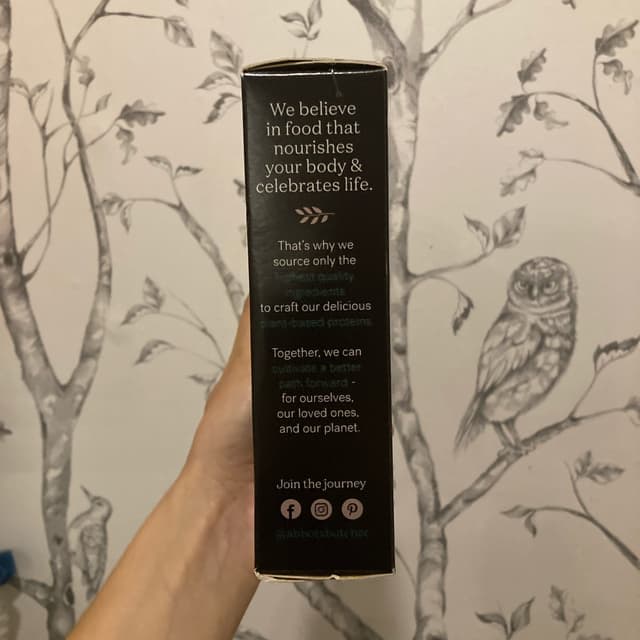 We believe
in food that
nourishes
your body &
celebrates life.
That's why we
source only the
highest quality
ingredients
to craft our delicious
plant-based proteins.
Together, we can
cultivate a better
path forward -
for ourselves,
our loved ones,
and our planet.
Join the journey
@abbotsbutcher